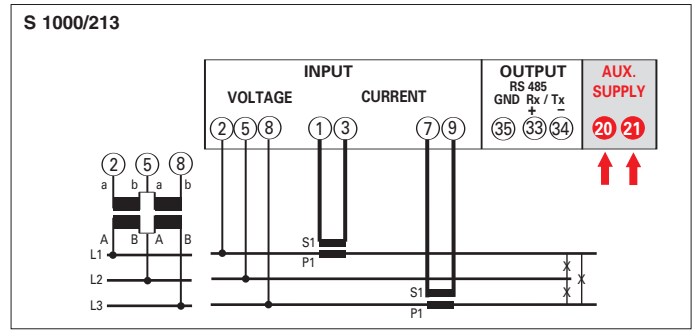 S 1000/213
INPUT
OUTPUT
AUX.
SUPPLY
RS 485
GND Rx / Tx
+ –
VOLTAGE
CURRENT
2 5 8 1 3 7 9 35 33 34 20 21
2 5 8
a b a b
A B A B
S1
L1
P1
L2
X X
S1
X
L3
P1